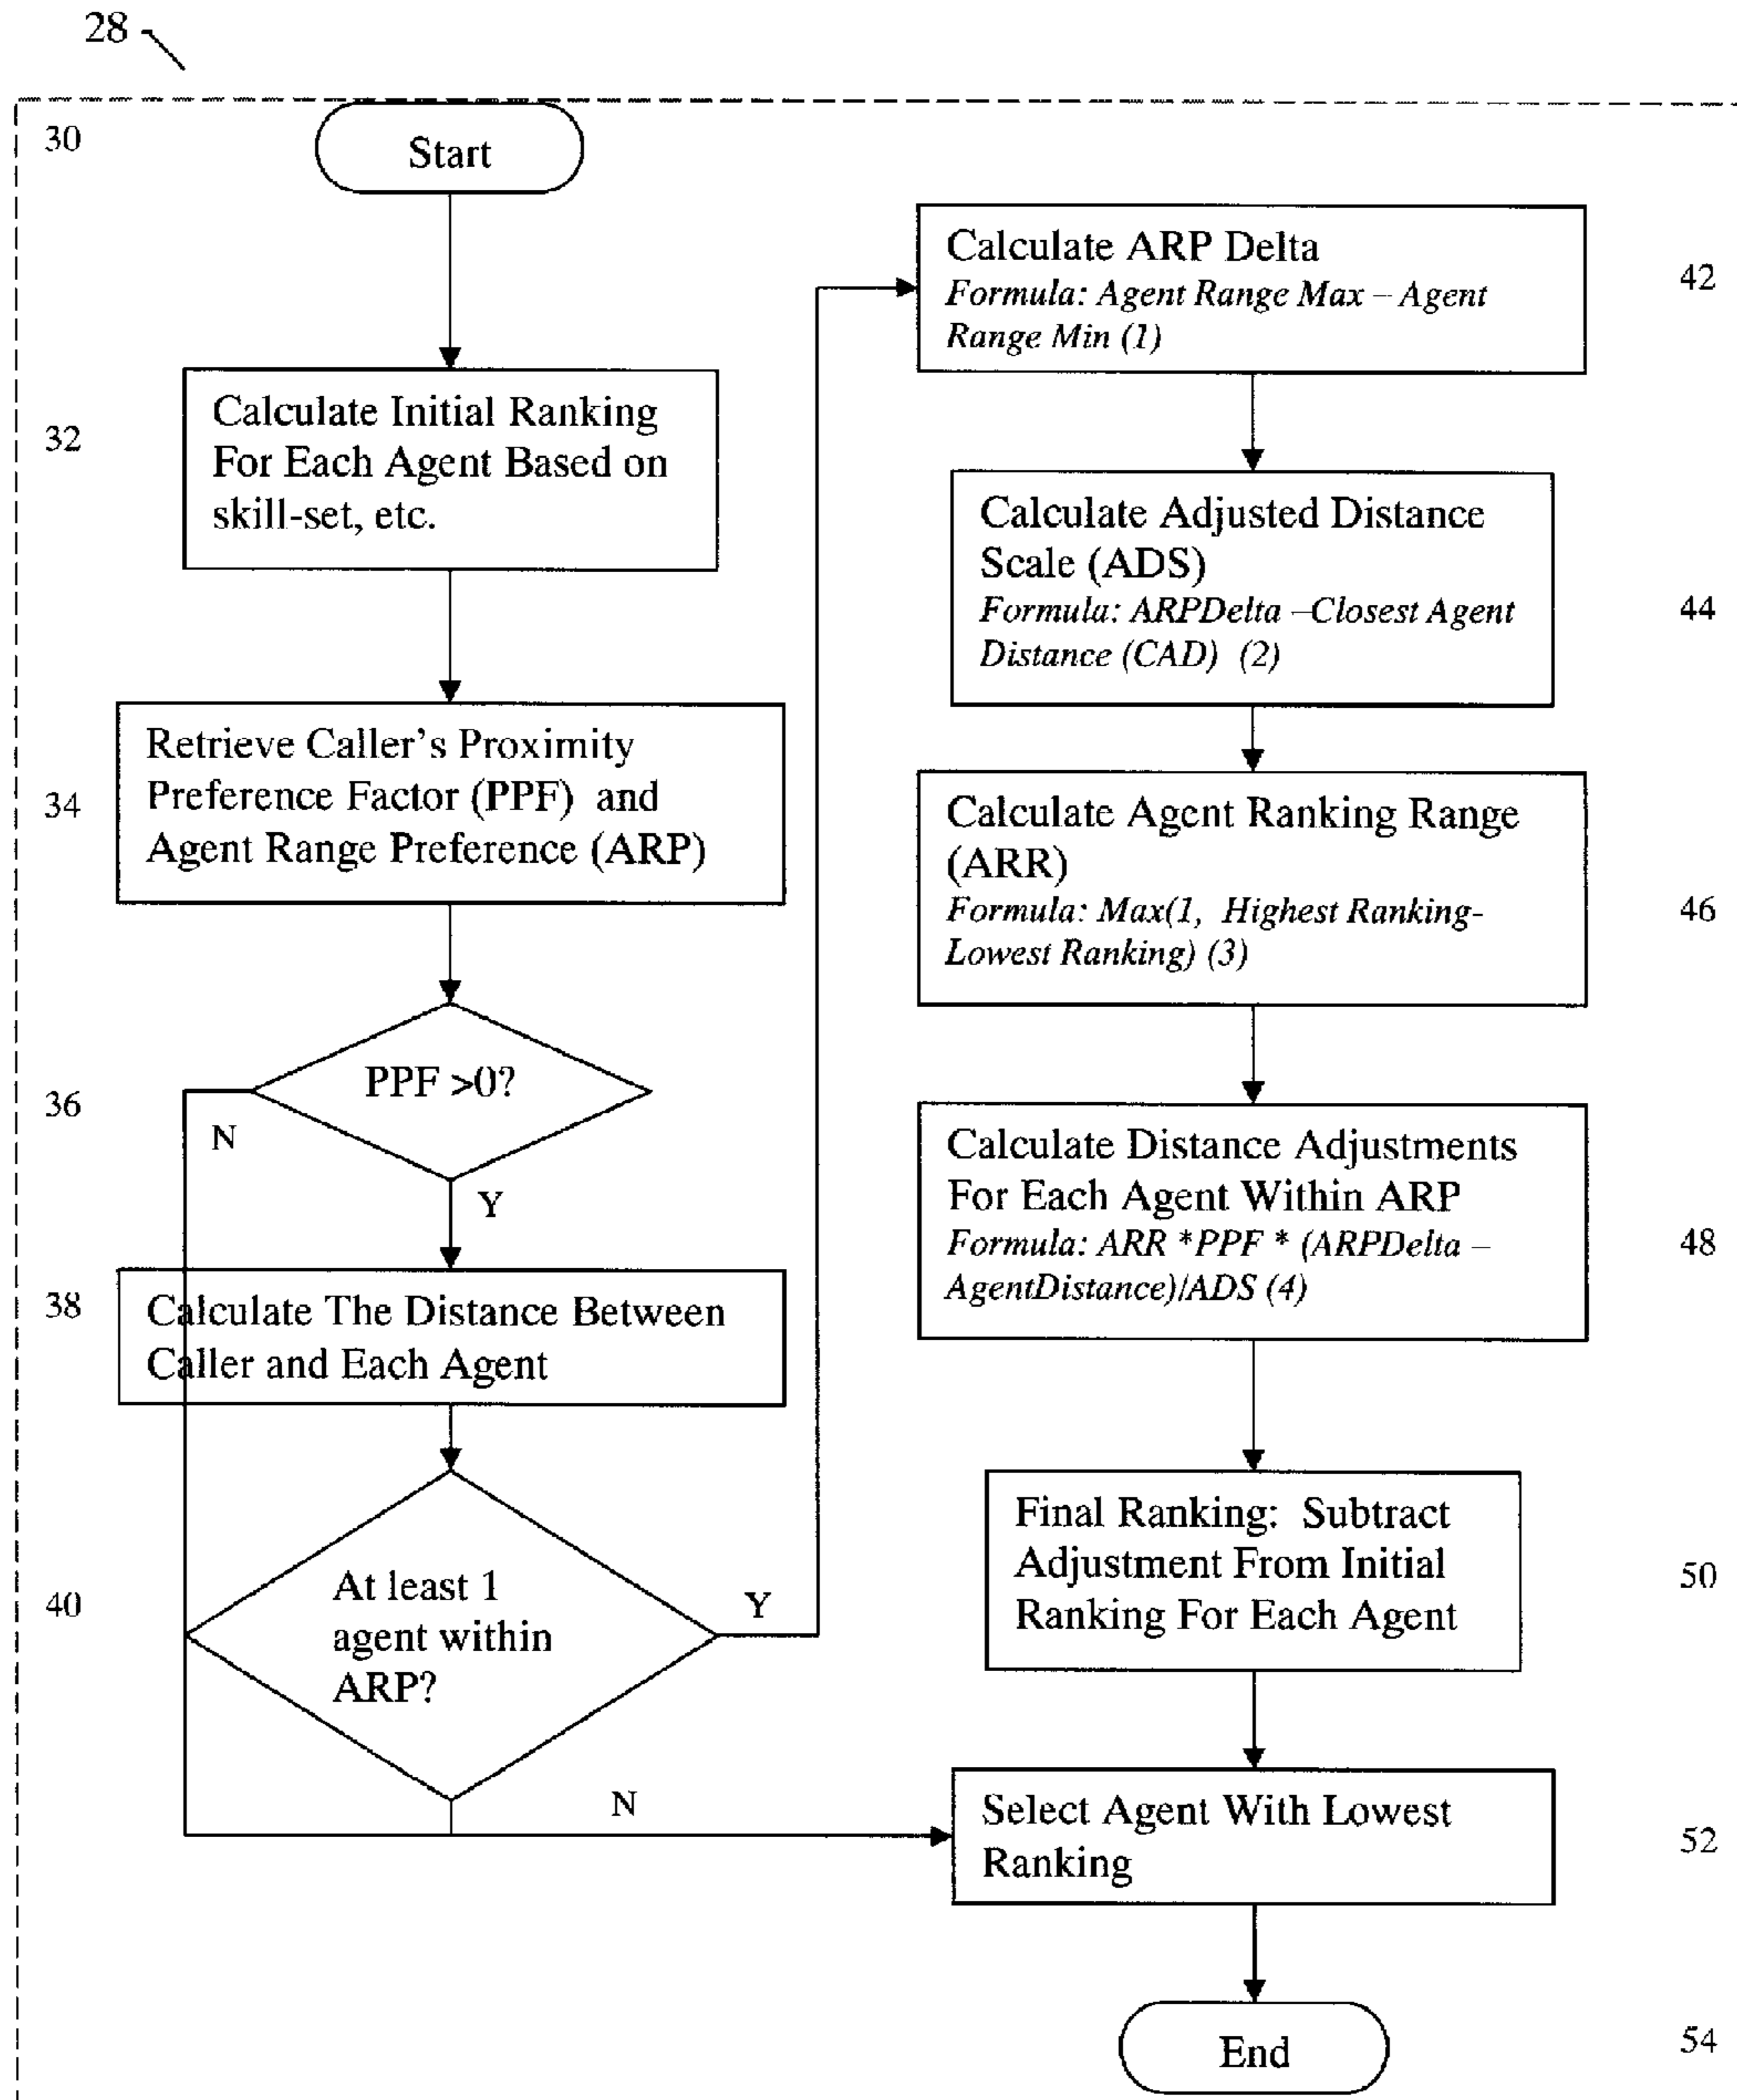 28
30
Start
32
Calculate Initial Ranking
For Each Agent Based on
skill-set, etc.
34
Retrieve Caller's Proximity
Preference Factor (PPF) and
Agent Range Preference (ARP)
36
PPF >0?
N
Y
38
Calculate The Distance Between
Caller and Each Agent
40
At least 1
agent within
ARP?
Y
N
Calculate ARP Delta
Formula: Agent Range Max – Agent
Range Min (1)
42
Calculate Adjusted Distance
Scale (ADS)
Formula: ARPDelta –Closest Agent
Distance (CAD) (2)
44
Calculate Agent Ranking Range
(ARR)
Formula: Max(1, Highest Ranking-
Lowest Ranking) (3)
46
Calculate Distance Adjustments
For Each Agent Within ARP
Formula: ARR *PPF * (ARPDelta –
AgentDistance)/ADS (4)
48
Final Ranking: Subtract
Adjustment From Initial
Ranking For Each Agent
50
Select Agent With Lowest
Ranking
52
End
54